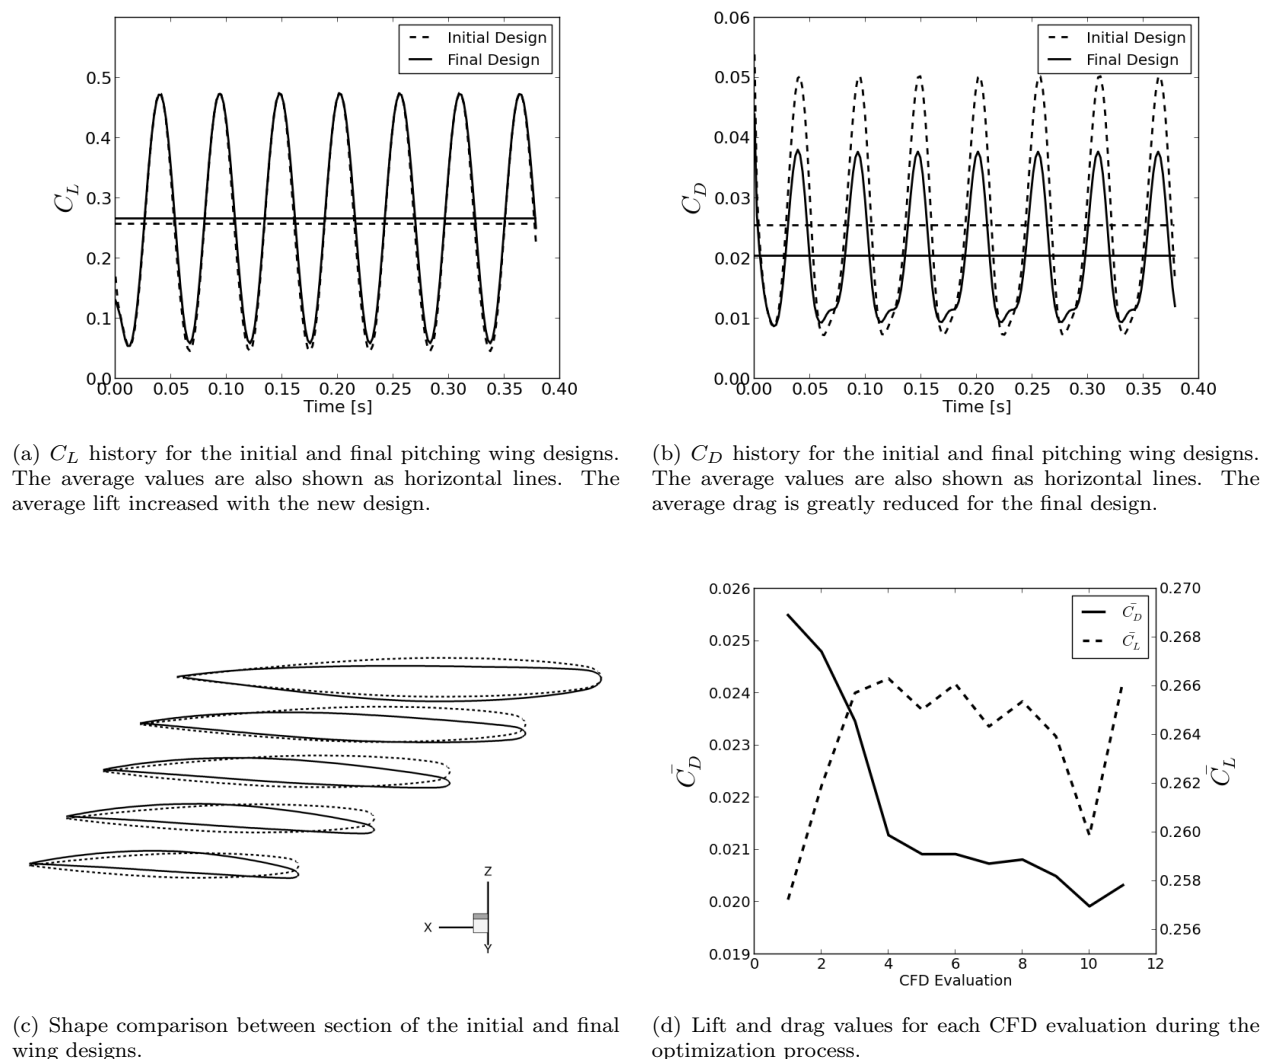 Initial Design
Final Design
0.5
0.4
0.3
0.2
0.1
0.0
C_L
0.00 0.05 0.10 0.15 0.20 0.25 0.30 0.35 0.40
Time [s]
(a) C_L history for the initial and final pitching wing designs.
The average values are also shown as horizontal lines. The
average lift increased with the new design.
Initial Design
Final Design
0.06
0.05
0.04
0.03
0.02
0.01
0.00
C_D
0.00 0.05 0.10 0.15 0.20 0.25 0.30 0.35 0.40
Time [s]
(b) C_D history for the initial and final pitching wing designs.
The average values are also shown as horizontal lines. The
average drag is greatly reduced for the final design.
Z
X
Y
(c) Shape comparison between section of the initial and final
wing designs.
C̄_D
C̄_L
0.026
0.025
0.024
0.023
0.022
0.021
0.020
0.019
C̄_D
0.270
0.268
0.266
0.264
0.262
0.260
0.258
0.256
C̄_L
0 2 4 6 8 10 12
CFD Evaluation
(d) Lift and drag values for each CFD evaluation during the
optimization process.